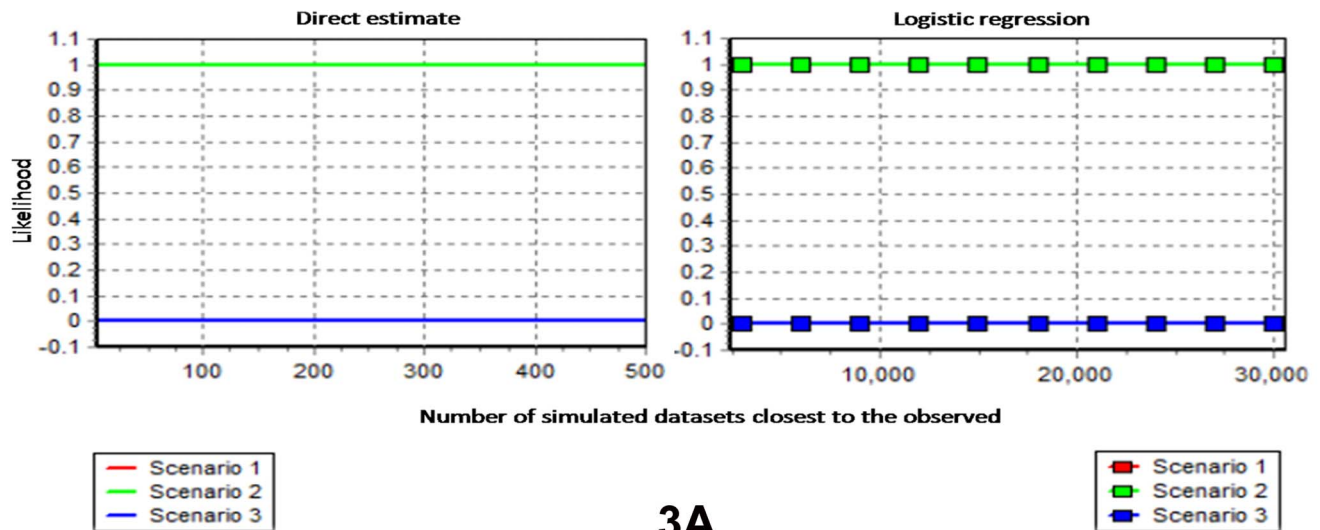 Direct estimate
Logistic regression
1.1
1
0.9
0.8
0.7
0.6
0.5
0.4
0.3
0.2
0.1
0
-0.1
Likelihood
100 200 300 400 500
1.1
1
0.9
0.8
0.7
0.6
0.5
0.4
0.3
0.2
0.1
0
-0.1
10,000 20,000 30,000
Number of simulated datasets closest to the observed
Scenario 1
Scenario 2
Scenario 3
Scenario 1
Scenario 2
Scenario 3
3A